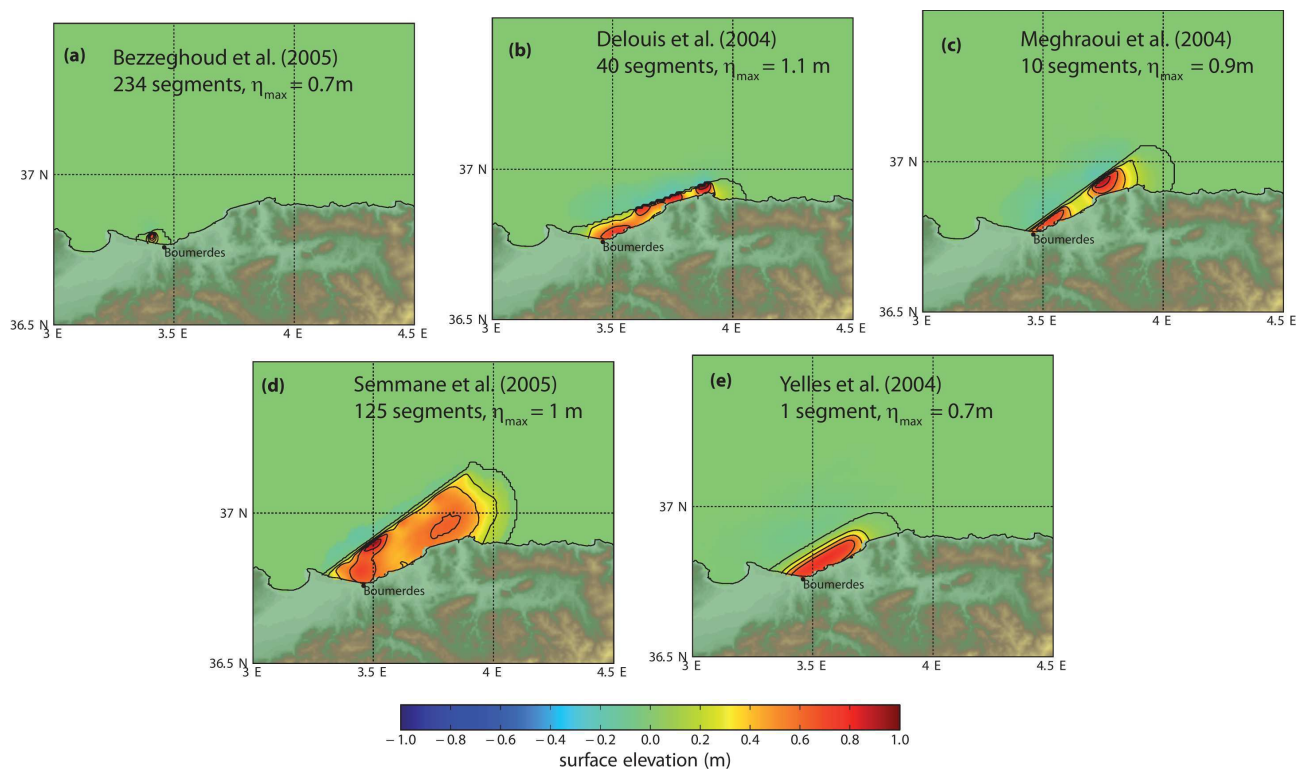 (a)
Bezzeghoud et al. (2005)
234 segments, ηmax = 0.7m
37 N
Boumerdes
36.5 N
3 E 3.5 E 4 E 4.5 E
(b)
Delouis et al. (2004)
40 segments, ηmax = 1.1 m
37 N
Boumerdes
36.5 N
3 E 3.5 E 4 E 4.5 E
(c)
Meghraoui et al. (2004)
10 segments, ηmax = 0.9m
37 N
Boumerdes
36.5 N
3 E 3.5 E 4 E 4.5 E
(d)
Semmane et al. (2005)
125 segments, ηmax = 1 m
37 N
Boumerdes
36.5 N
3 E 3.5 E 4 E 4.5 E
(e)
Yelles et al. (2004)
1 segment, ηmax = 0.7m
37 N
Boumerdes
36.5 N
3 E 3.5 E 4 E 4.5 E
−1.0 −0.8 −0.6 −0.4 −0.2 0.0 0.2 0.4 0.6 0.8 1.0
surface elevation (m)